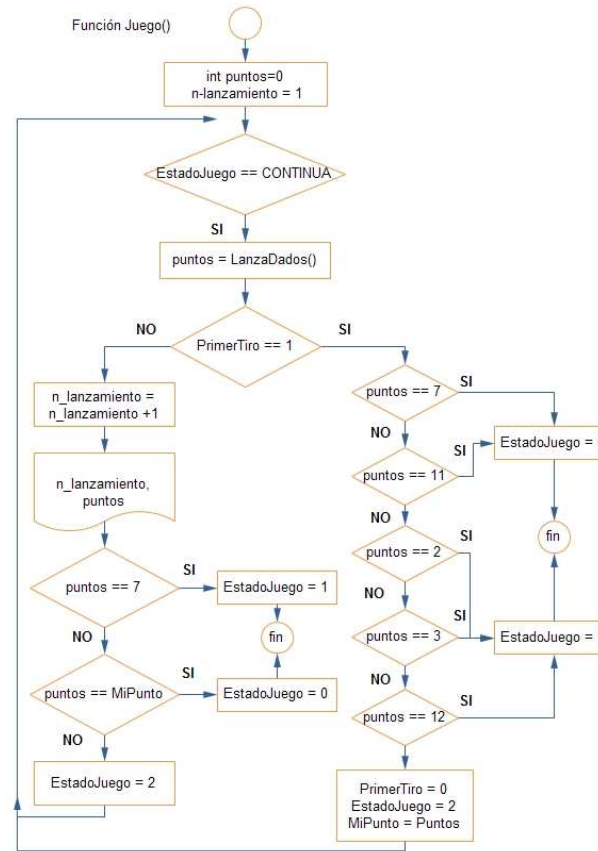 Función Juego()
int puntos=0
n-lanzamiento = 1
EstadoJuego == CONTINUA
SI
puntos = LanzaDados()
NO
SI
PrimerTiro == 1
n_lanzamiento =
n_lanzamiento +1
n_lanzamiento,
puntos
puntos == 7
SI
EstadoJuego = 1
NO
fin
puntos == MiPunto
SI
EstadoJuego = 0
NO
EstadoJuego = 2
puntos == 7
SI
NO
EstadoJuego =
puntos == 11
SI
NO
fin
puntos == 2
SI
NO
puntos == 3
SI
EstadoJuego =
NO
puntos == 12
SI
NO
PrimerTiro = 0
EstadoJuego = 2
MiPunto = Puntos